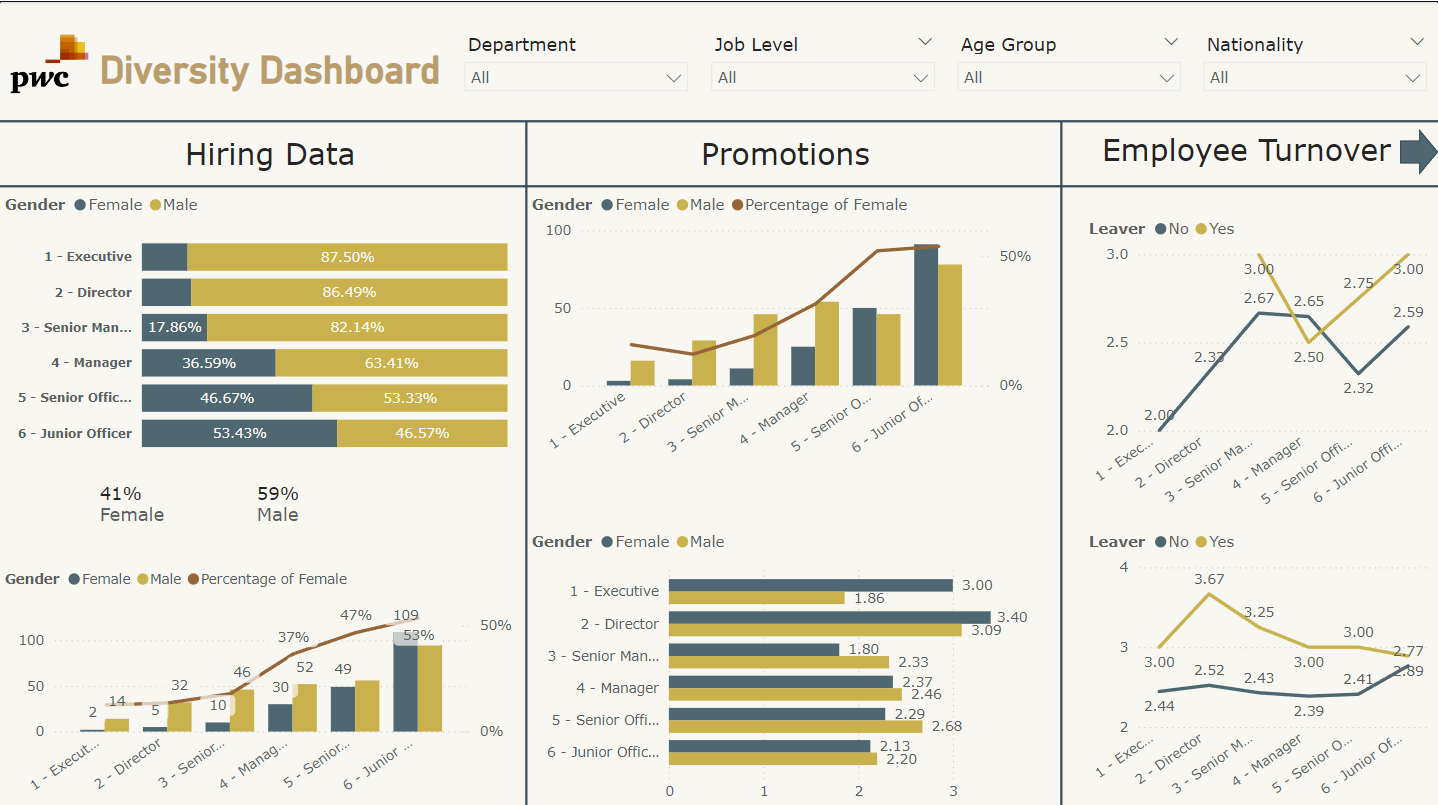 pwc
Diversity Dashboard
Department
All
Job Level
All
Age Group
All
Nationality
All
Hiring Data
Gender Female Male
1 - Executive 87.50%
2 - Director 86.49%
3 - Senior Man... 17.86% 82.14%
4 - Manager 36.59% 63.41%
5 - Senior Offic... 46.67% 53.33%
6 - Junior Officer 53.43% 46.57%
41%
Female
59%
Male
Gender Female Male Percentage of Female
100
50
0
50%
0%
2
14
5
32
10
46
30
37%
52
49
47%
109
53%
1 - Execut...
2 - Director
3 - Senior...
4 - Manag...
5 - Senior...
6 - Junior ...
Promotions
Gender Female Male Percentage of Female
100
50
0
50%
0%
1 - Executive
2 - Director
3 - Senior M...
4 - Manager
5 - Senior O...
6 - Junior Of...
Gender Female Male
1 - Executive 3.00
1.86
2 - Director 3.40
3.09
3 - Senior Man... 1.80
2.33
4 - Manager 2.37
2.46
5 - Senior Offi... 2.29
2.68
6 - Junior Offic... 2.13
2.20
0 1 2 3
Employee Turnover
Leaver No Yes
3.0
2.5
2.0
2.00
2.33
3.00
2.67
2.65
2.50
2.75
2.32
3.00
2.59
1 - Exec...
2 - Director
3 - Senior Ma...
4 - Manager
5 - Senior Offi...
6 - Junior Offi...
Leaver No Yes
4
3
2
3.00
2.44
3.67
2.52
3.25
2.43
3.00
2.39
3.00
2.41
2.77
2.89
1 - Exec...
2 - Director
3 - Senior M...
4 - Manager
5 - Senior O...
6 - Junior Of...